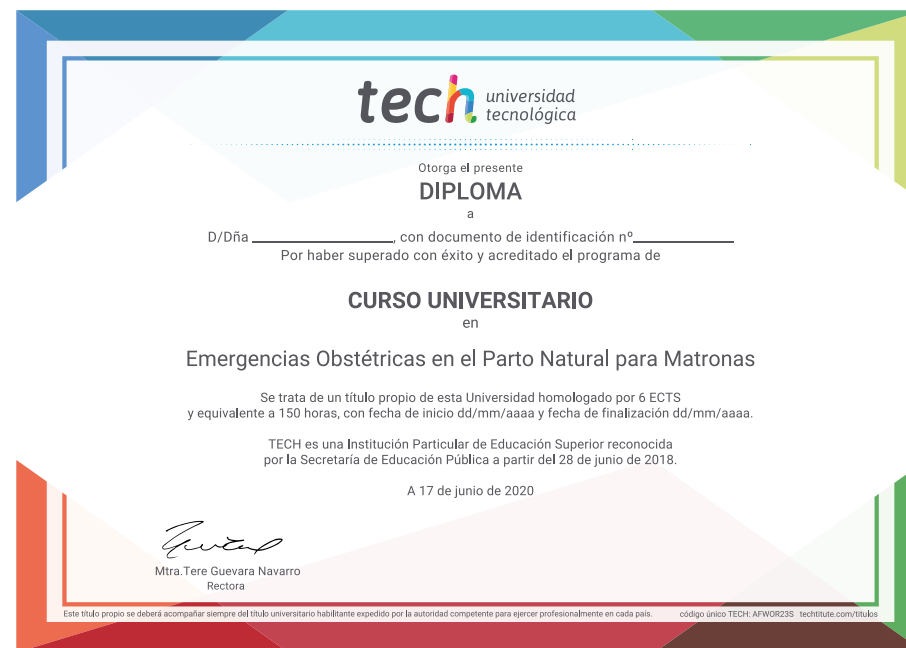 tech universidad
tecnológica
Otorga el presente
DIPLOMA
a
D/Dña ____________________, con documento de identificación nº______________
Por haber superado con éxito y acreditado el programa de
CURSO UNIVERSITARIO
en
Emergencias Obstétricas en el Parto Natural para Matronas
Se trata de un título propio de esta Universidad homologado por 6 ECTS
y equivalente a 150 horas, con fecha de inicio dd/mm/aaaa y fecha de finalización dd/mm/aaaa.
TECH es una Institución Particular de Educación Superior reconocida
por la Secretaría de Educación Pública a partir del 28 de junio de 2018.
A 17 de junio de 2020
Mtra.Tere Guevara Navarro
Rectora
Este título propio se deberá acompañar siempre del título universitario habilitante expedido por la autoridad competente para ejercer profesionalmente en cada país. código único TECH: AFWOR23S techtitute.com/titulos